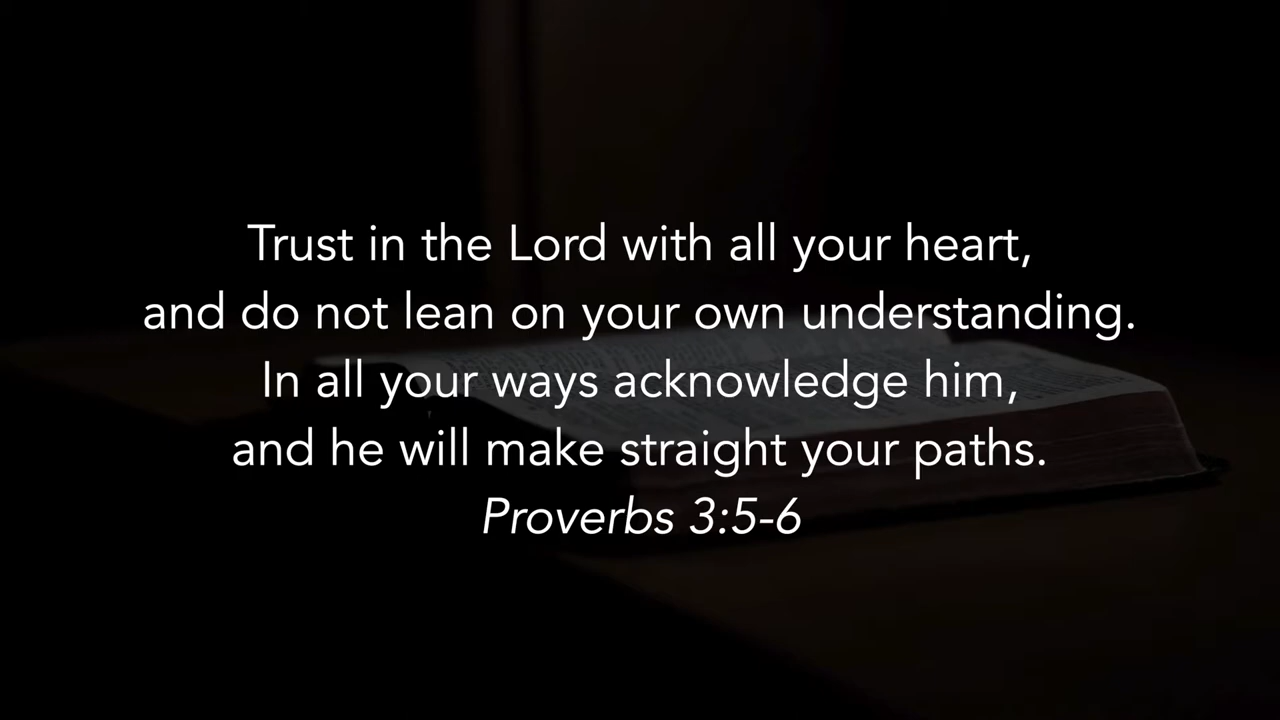 Trust in the Lord with all your heart,
and do not lean on your own understanding.
In all your ways acknowledge him,
and he will make straight your paths.
Proverbs 3:5-6